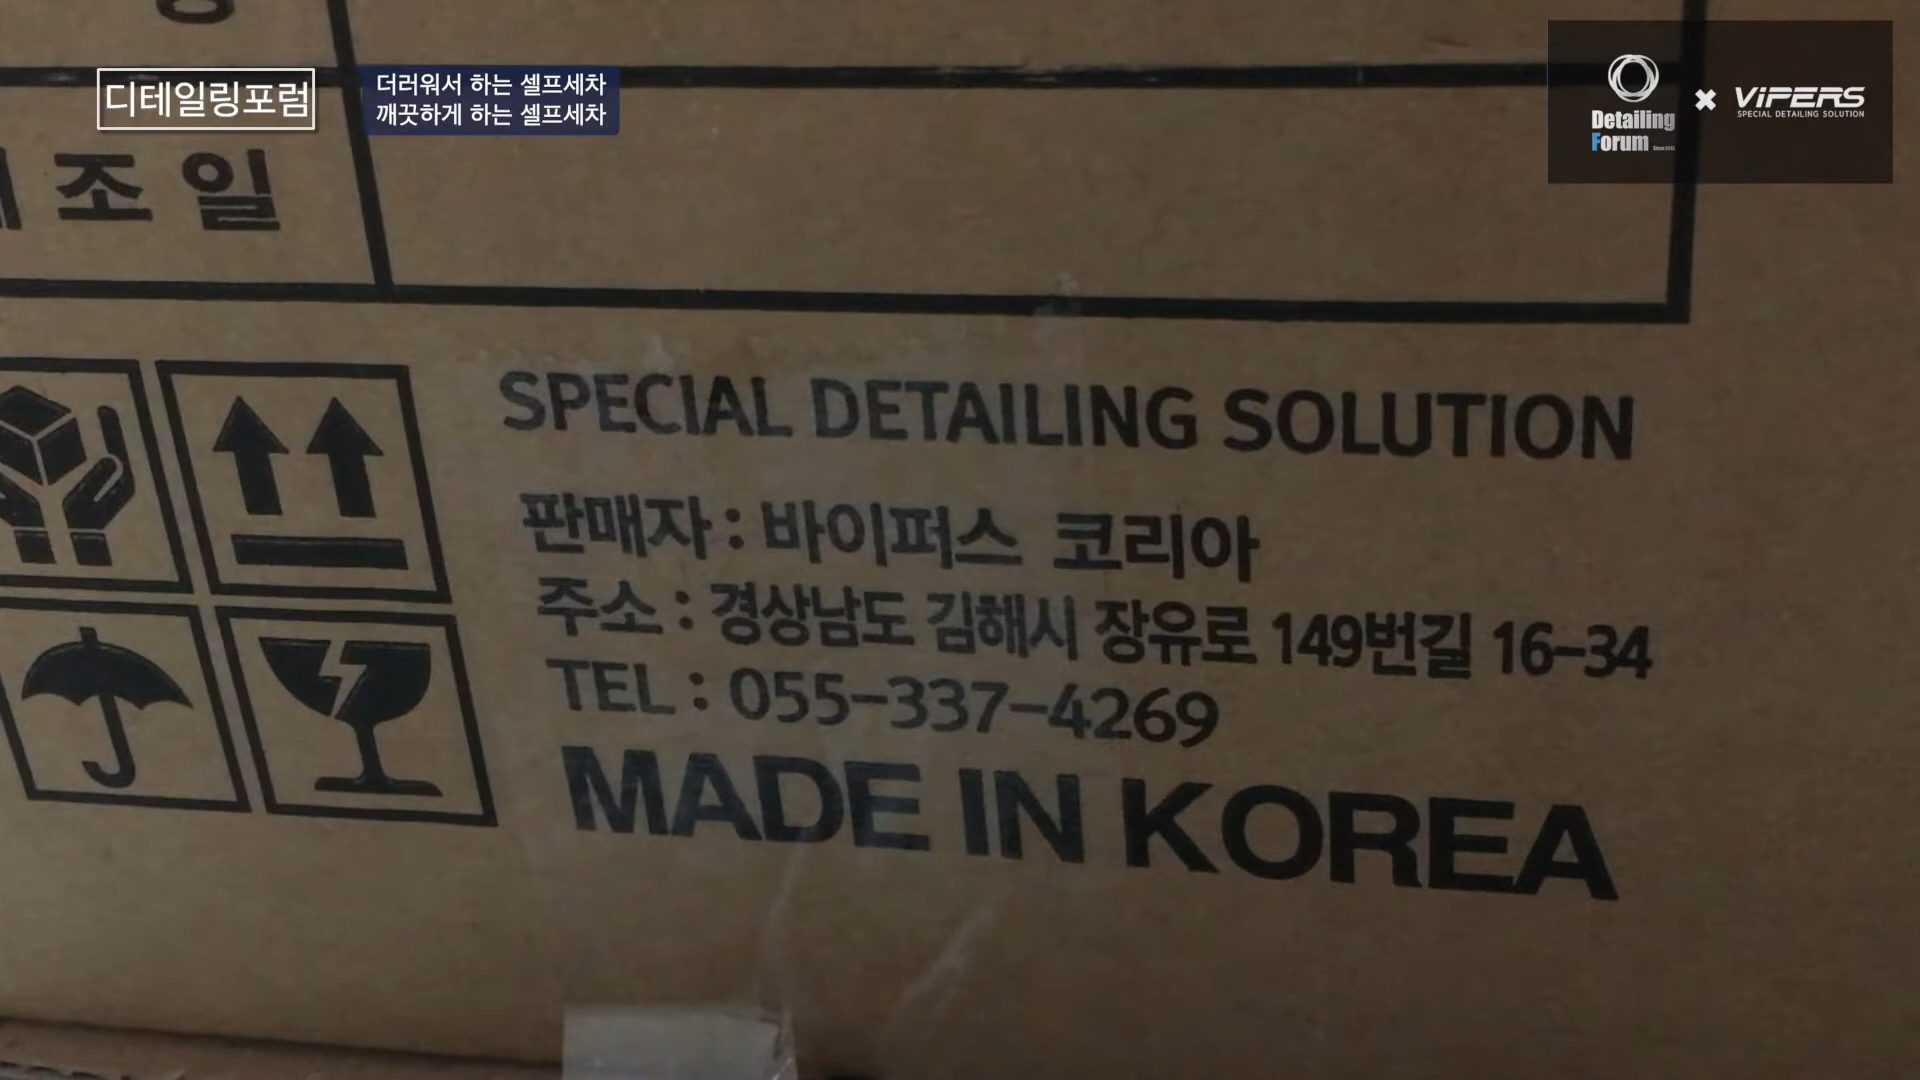 디테일링포럼
더러워서 하는 셀프세차
깨끗하게 하는 셀프세차
Detailing
Forum
✖
ViPERS
SPECIAL DETAILING SOLUTION
조일
SPECIAL DETAILING SOLUTION
판매자 : 바이퍼스 코리아
주소 : 경상남도 김해시 장유로 149번길 16-34
TEL : 055-337-4269
MADE IN KOREA